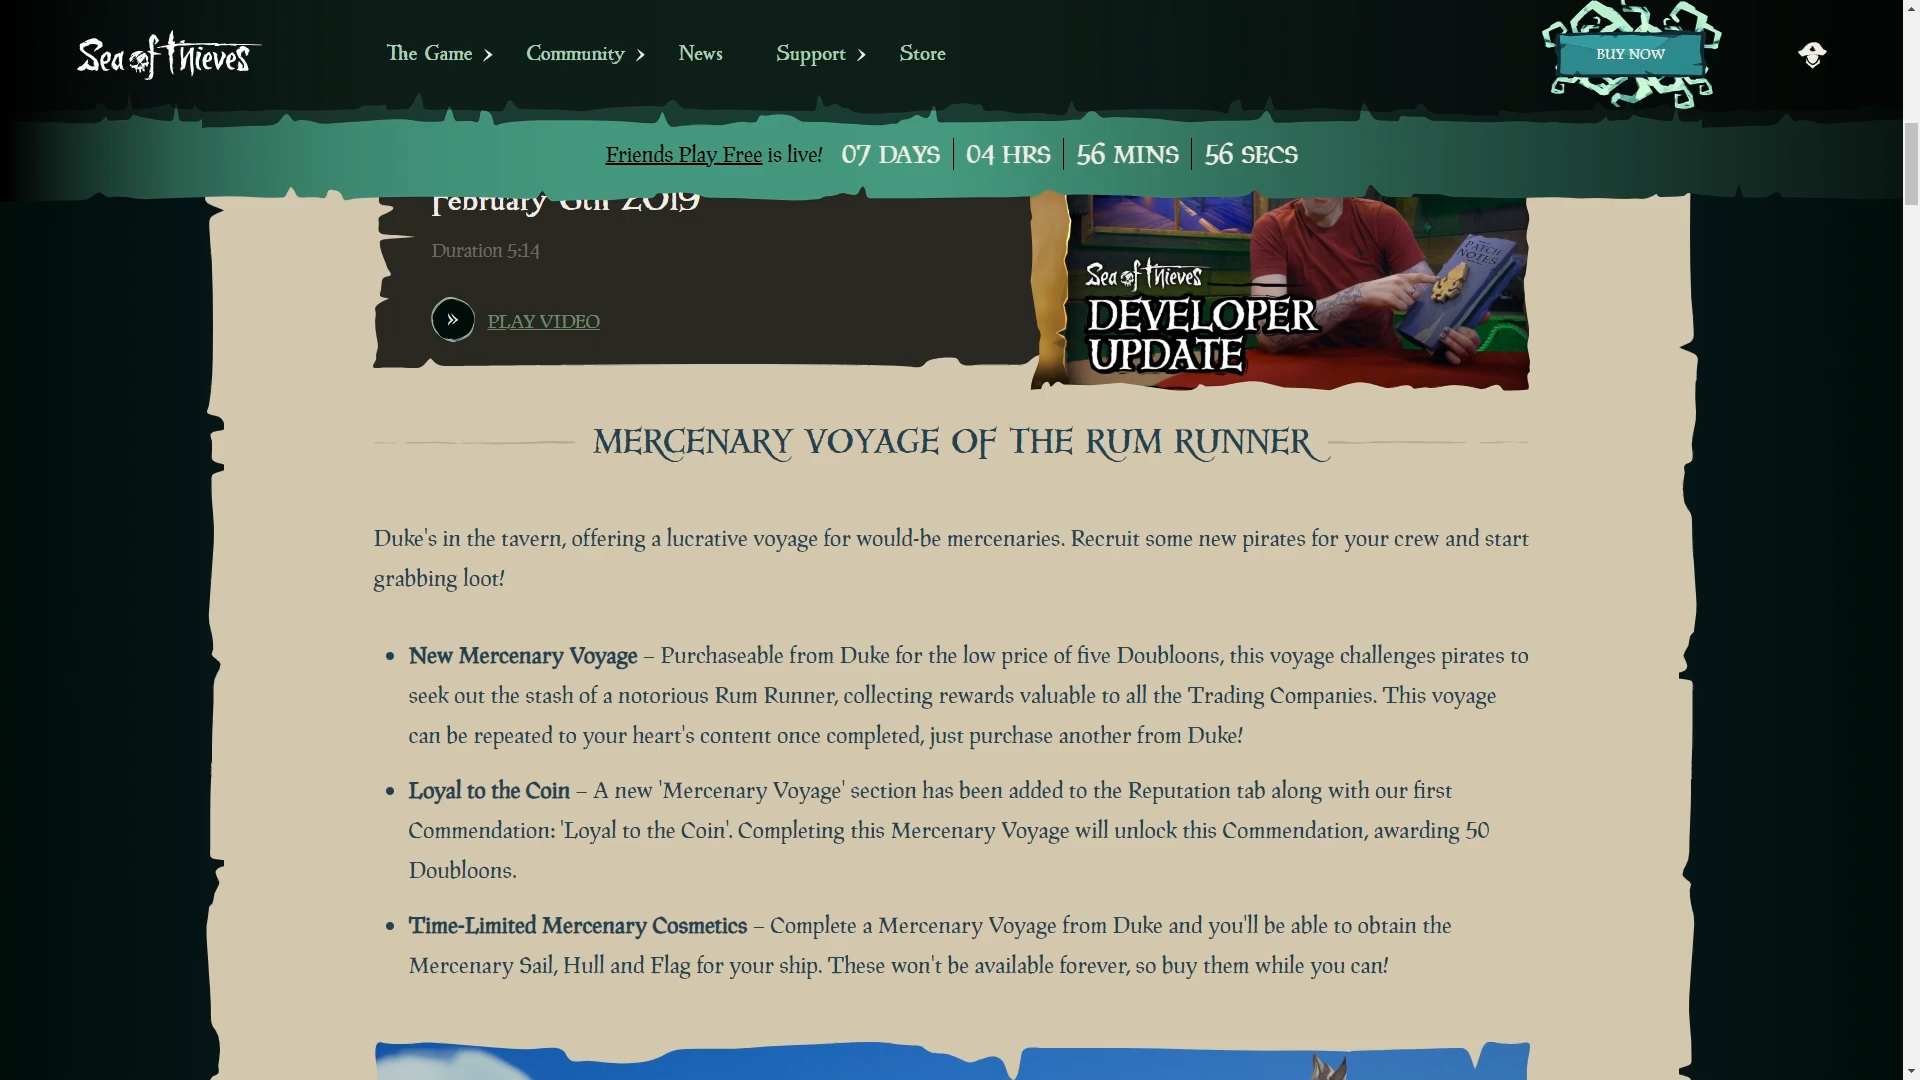 Sea of Thieves
The Game
Community
News
Support
Store
BUY NOW
Friends Play Free is live! 07 DAYS 04 HRS 56 MINS 56 SECS
February 6th 2019
Duration 5:14
PLAY VIDEO
PATCH
NOTES
Sea of Thieves
DEVELOPER
UPDATE
MERCENARY VOYAGE OF THE RUM RUNNER
Duke's in the tavern, offering a lucrative voyage for would-be mercenaries. Recruit some new pirates for your crew and start
grabbing loot!
New Mercenary Voyage – Purchaseable from Duke for the low price of five Doubloons, this voyage challenges pirates to
seek out the stash of a notorious Rum Runner, collecting rewards valuable to all the Trading Companies. This voyage
can be repeated to your heart's content once completed, just purchase another from Duke!
Loyal to the Coin – A new 'Mercenary Voyage' section has been added to the Reputation tab along with our first
Commendation: 'Loyal to the Coin'. Completing this Mercenary Voyage will unlock this Commendation, awarding 50
Doubloons.
Time-Limited Mercenary Cosmetics – Complete a Mercenary Voyage from Duke and you'll be able to obtain the
Mercenary Sail, Hull and Flag for your ship. These won't be available forever, so buy them while you can!